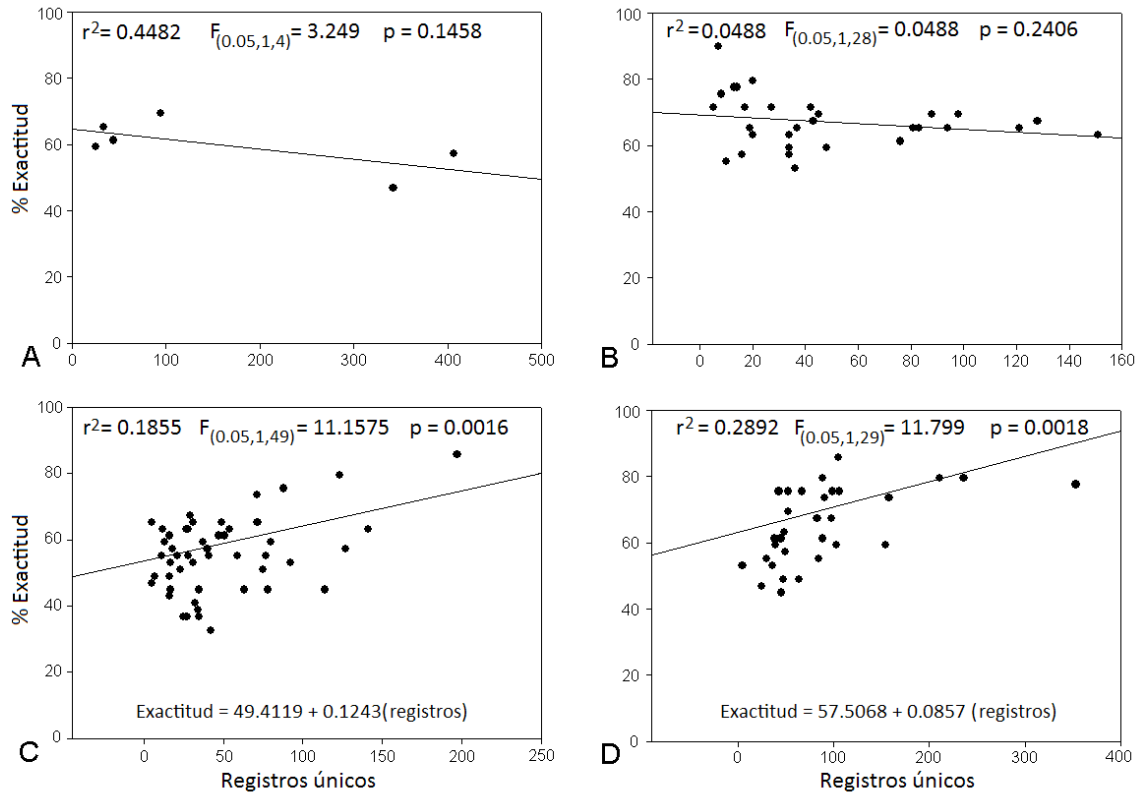 r2= 0.4482 F(0.05,1,4) = 3.249 p = 0.1458
100
80
60
40
20
0
% Exactitud
A
0 100 200 300 400 500
r2= 0.0488 F(0.05,1,28) = 0.0488 p = 0.2406
100
80
60
40
20
0
B
0 20 40 60 80 100 120 140 160
r2= 0.1855 F(0.05,1,49) = 11.1575 p = 0.0016
100
80
60
40
20
0
% Exactitud
Exactitud = 49.4119 + 0.1243(registros)
C
0 50 100 150 200 250
Registros únicos
r2= 0.2892 F(0.05,1,29) = 11.799 p = 0.0018
100
80
60
40
20
0
Exactitud = 57.5068 + 0.0857 (registros)
D
0 100 200 300 400
Registros únicos